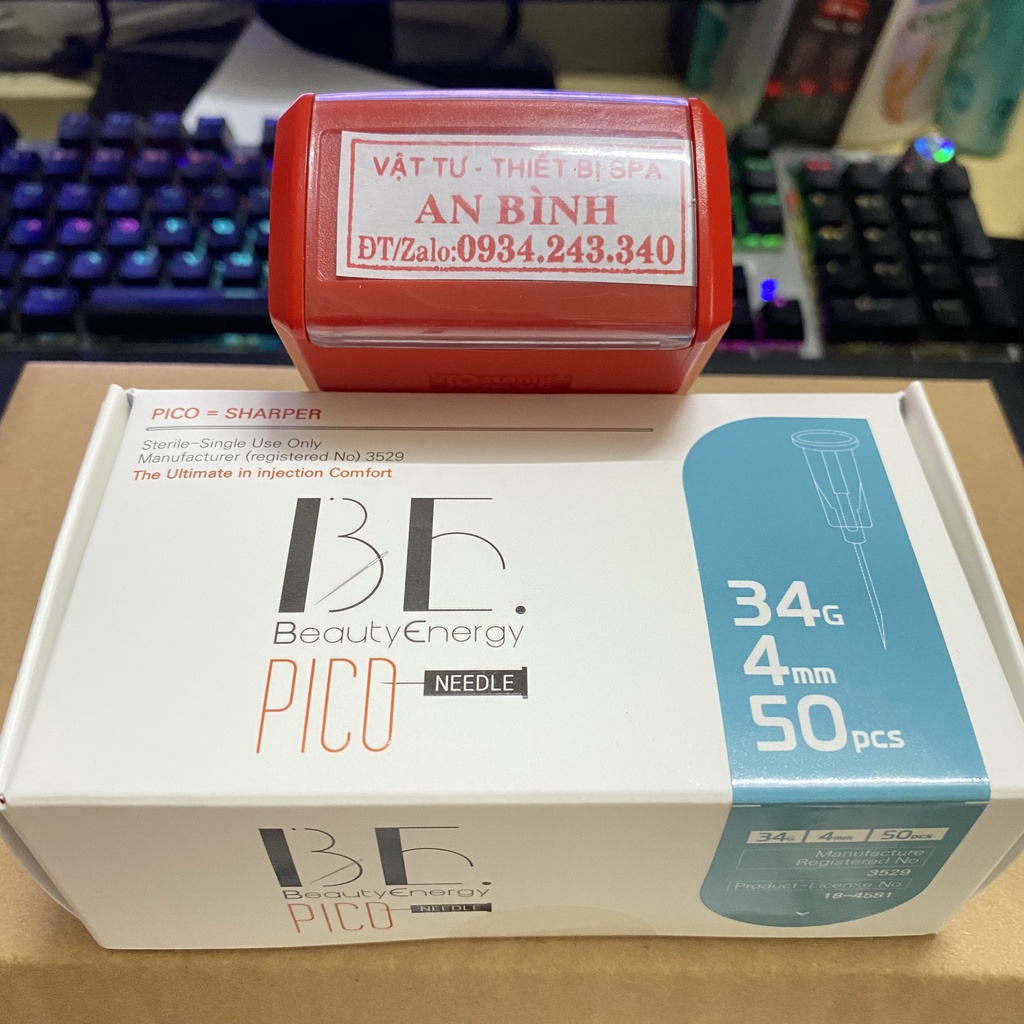 VẬT TƯ - THIẾT BỊ SPA
AN BÌNH
ĐT/Zalo:0934.243.340
PICO = SHARPER
Sterile-Single Use Only
Manufacturer (registered No) 3529
The Ultimate in injection Comfort
BE.
BeautyEnergy
PICO NEEDLE
34G
4mm
50pcs
BE.
BeautyEnergy
PICO NEEDLE
34G 4mm 50pcs
Manufacture
Registered No
3529
Product-License No
18-4581